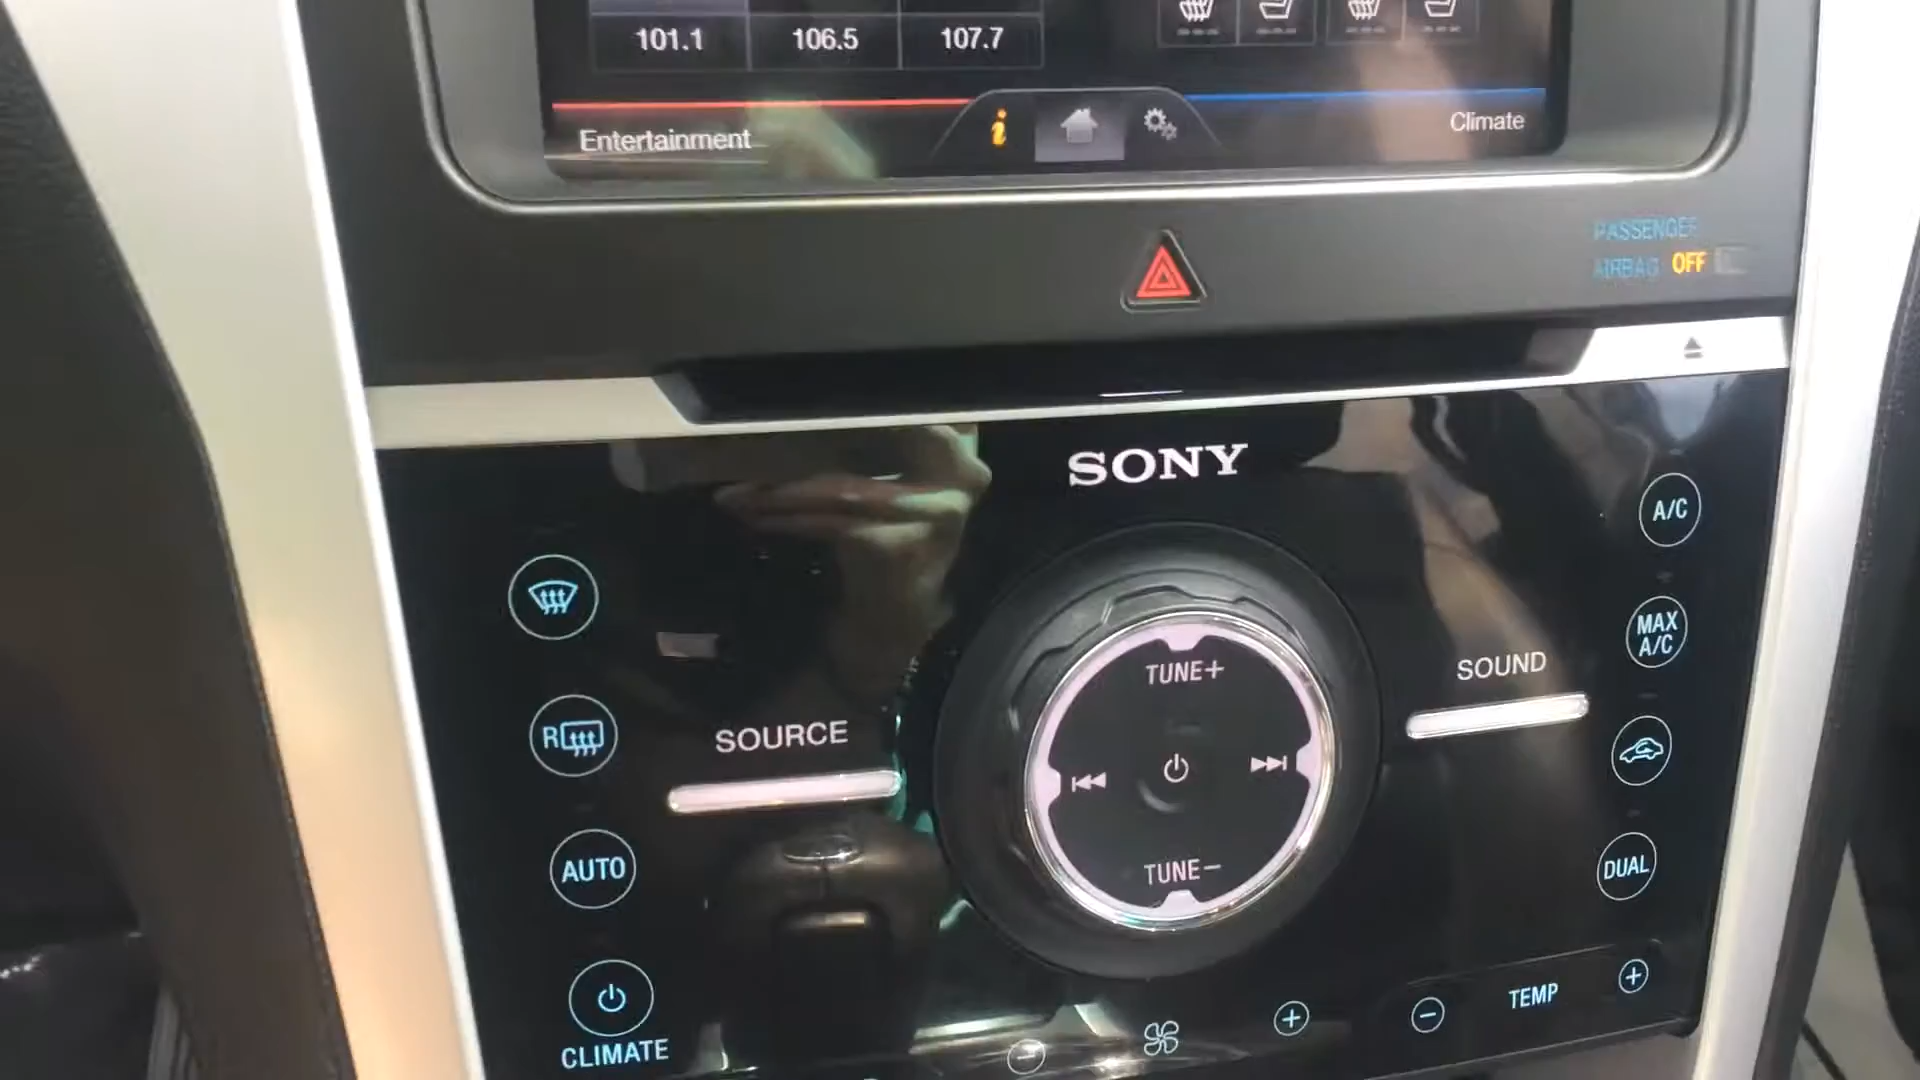 101.1
106.5
107.7
Entertainment
i
Climate
PASSENGER
AIRBAG OFF
SONY
A/C
MAX
A/C
SOUND
TUNE+
SOURCE
R
AUTO
TUNE-
DUAL
TEMP
CLIMATE